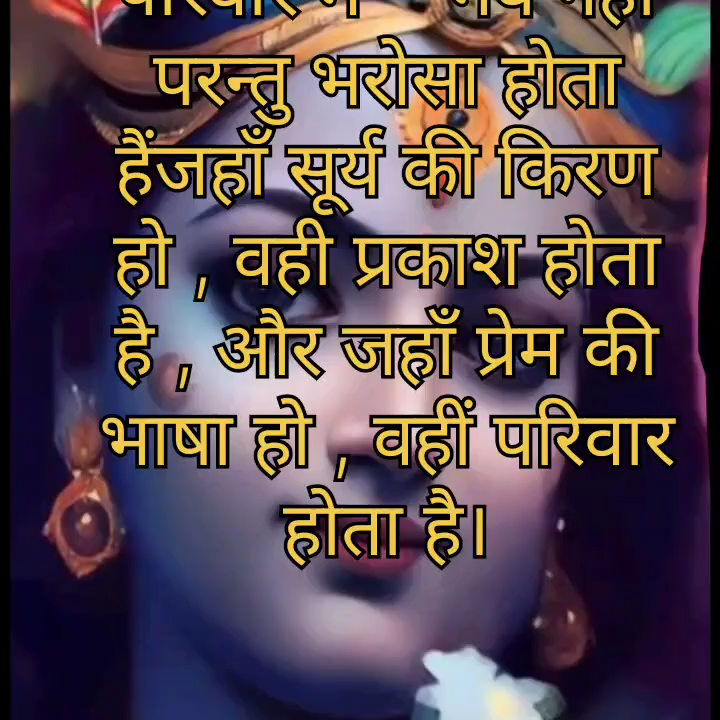 परन्तु भरोसा होता
हैंजहाँ सूर्य की किरण
हो , वही प्रकाश होता
है , और जहाँ प्रेम की
भाषा हो , वहीं परिवार
होता है।